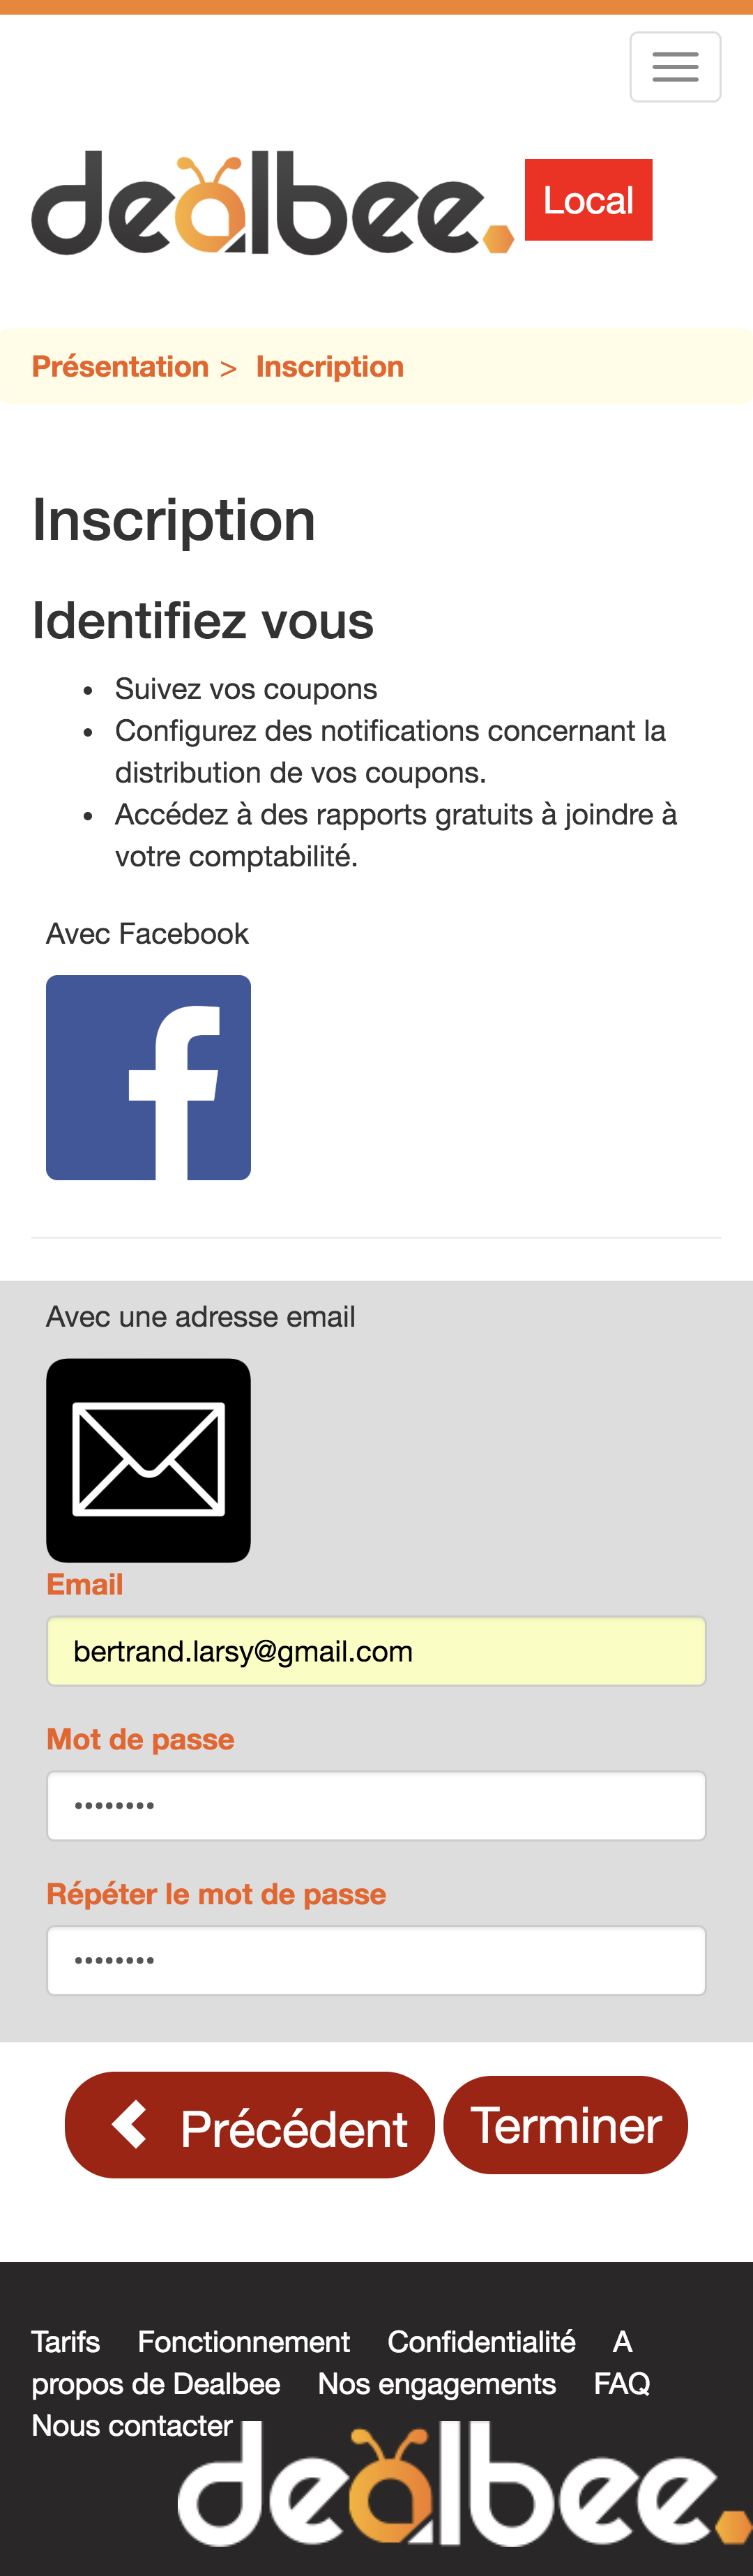 dealbee. Local
Présentation > Inscription
Inscription
Identifiez vous
• Suivez vos coupons
• Configurez des notifications concernant la
distribution de vos coupons.
• Accédez à des rapports gratuits à joindre à
votre comptabilité.
Avec Facebook
f
Avec une adresse email
Email
bertrand.larsy@gmail.com
Mot de passe
••••••••
Répéter le mot de passe
••••••••
Précédent Terminer
Tarifs Fonctionnement Confidentialité A
propos de Dealbee Nos engagements FAQ
Nous contacter
dealbee.